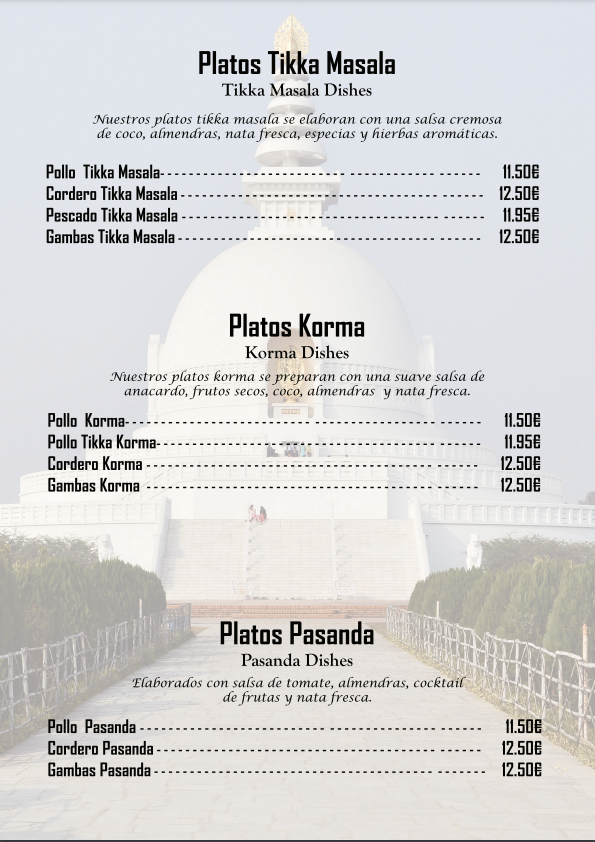 Platos Tikka Masala
Tikka Masala Dishes
Nuestros platos tikka masala se elaboran con una salsa cremosa
de coco, almendras, nata fresca, especias y hierbas aromáticas.
Pollo Tikka Masala 11.50€
Cordero Tikka Masala 12.50€
Pescado Tikka Masala 11.95€
Gambas Tikka Masala 12.50€
Platos Korma
Korma Dishes
Nuestros platos korma se preparan con una suave salsa de
anacardo, frutos secos, coco, almendras y nata fresca.
Pollo Korma 11.50€
Pollo Tikka Korma 11.95€
Cordero Korma 12.50€
Gambas Korma 12.50€
Platos Pasanda
Pasanda Dishes
Elaborados con salsa de tomate, almendras, cocktail
de frutas y nata fresca.
Pollo Pasanda 11.50€
Cordero Pasanda 12.50€
Gambas Pasanda 12.50€